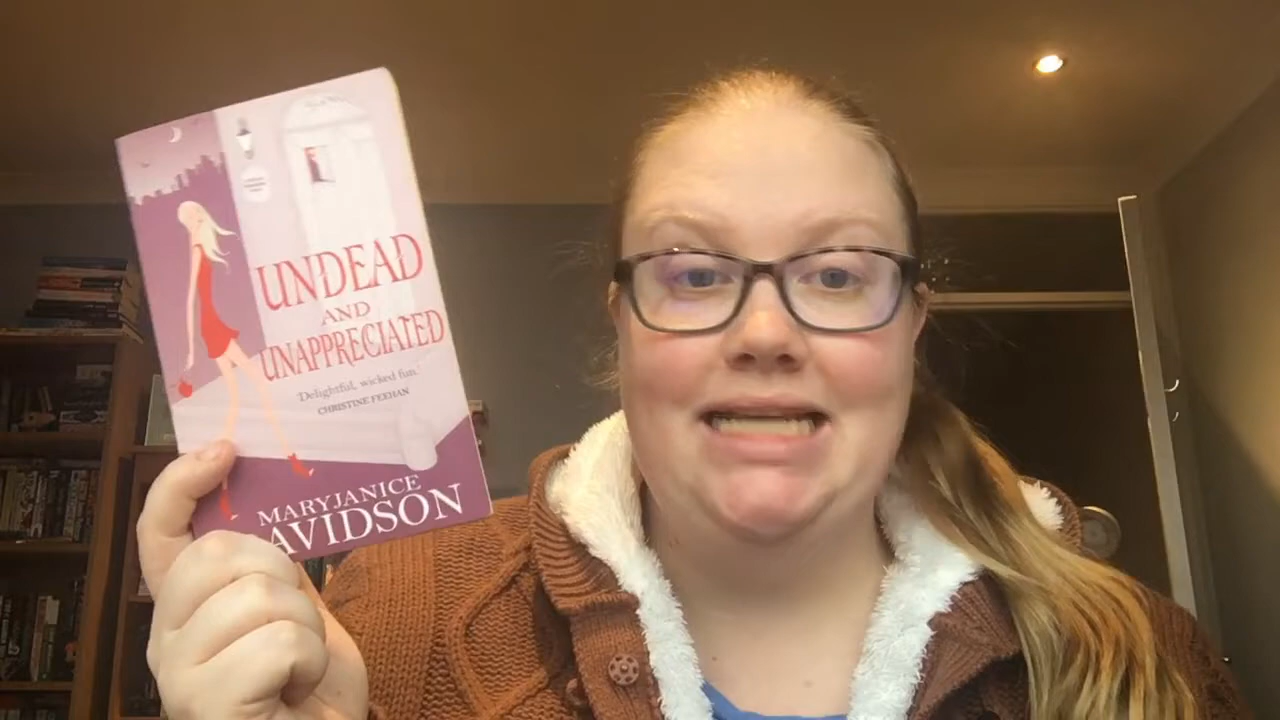 UNDEAD
AND
UNAPPRECIATED
'Delightful, wicked fun.'
CHRISTINE FEEHAN
MARYJANICE
AVIDSON